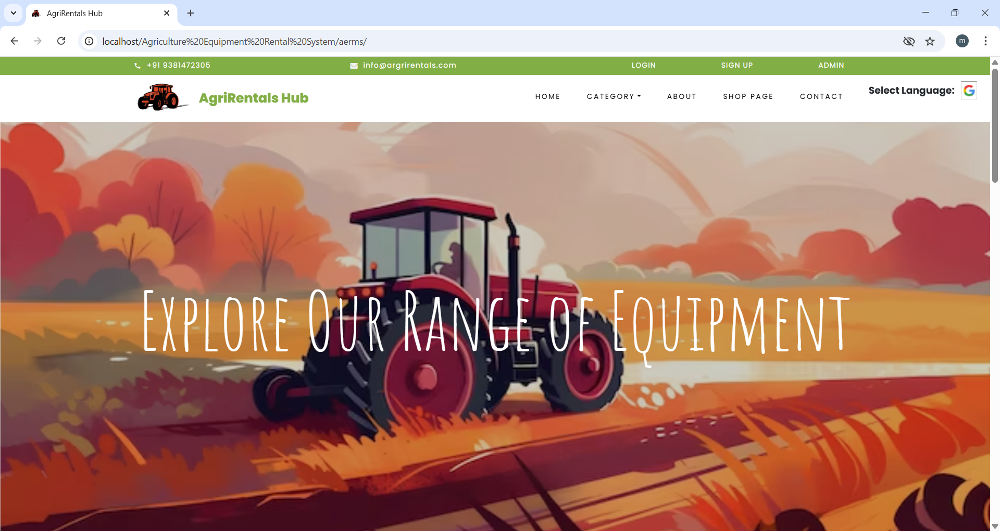 AgriRentals Hub
localhost/Agriculture%20Equipment%20Rental%20System/aerms/
m
+91 9381472305 info@argrirentals.com LOGIN SIGN UP ADMIN
AgriRentals Hub HOME CATEGORY ABOUT SHOP PAGE CONTACT Select Language: G
Explore Our Range of Equipment